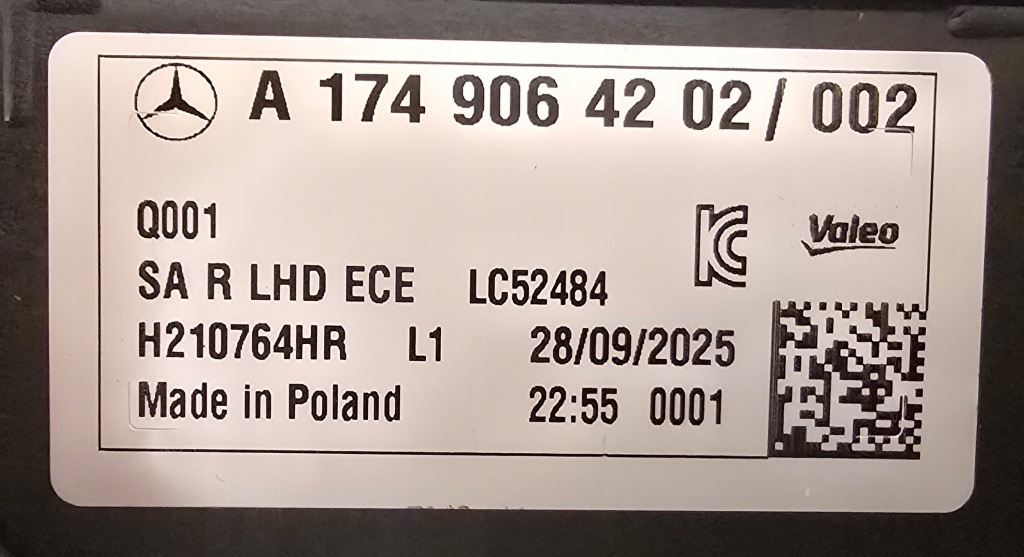 A 174 906 42 02/ 002
Q001
KC
Valeo
SA R LHD ECE LC52484
H210764HR L1 28/09/2025
Made in Poland 22:55 0001